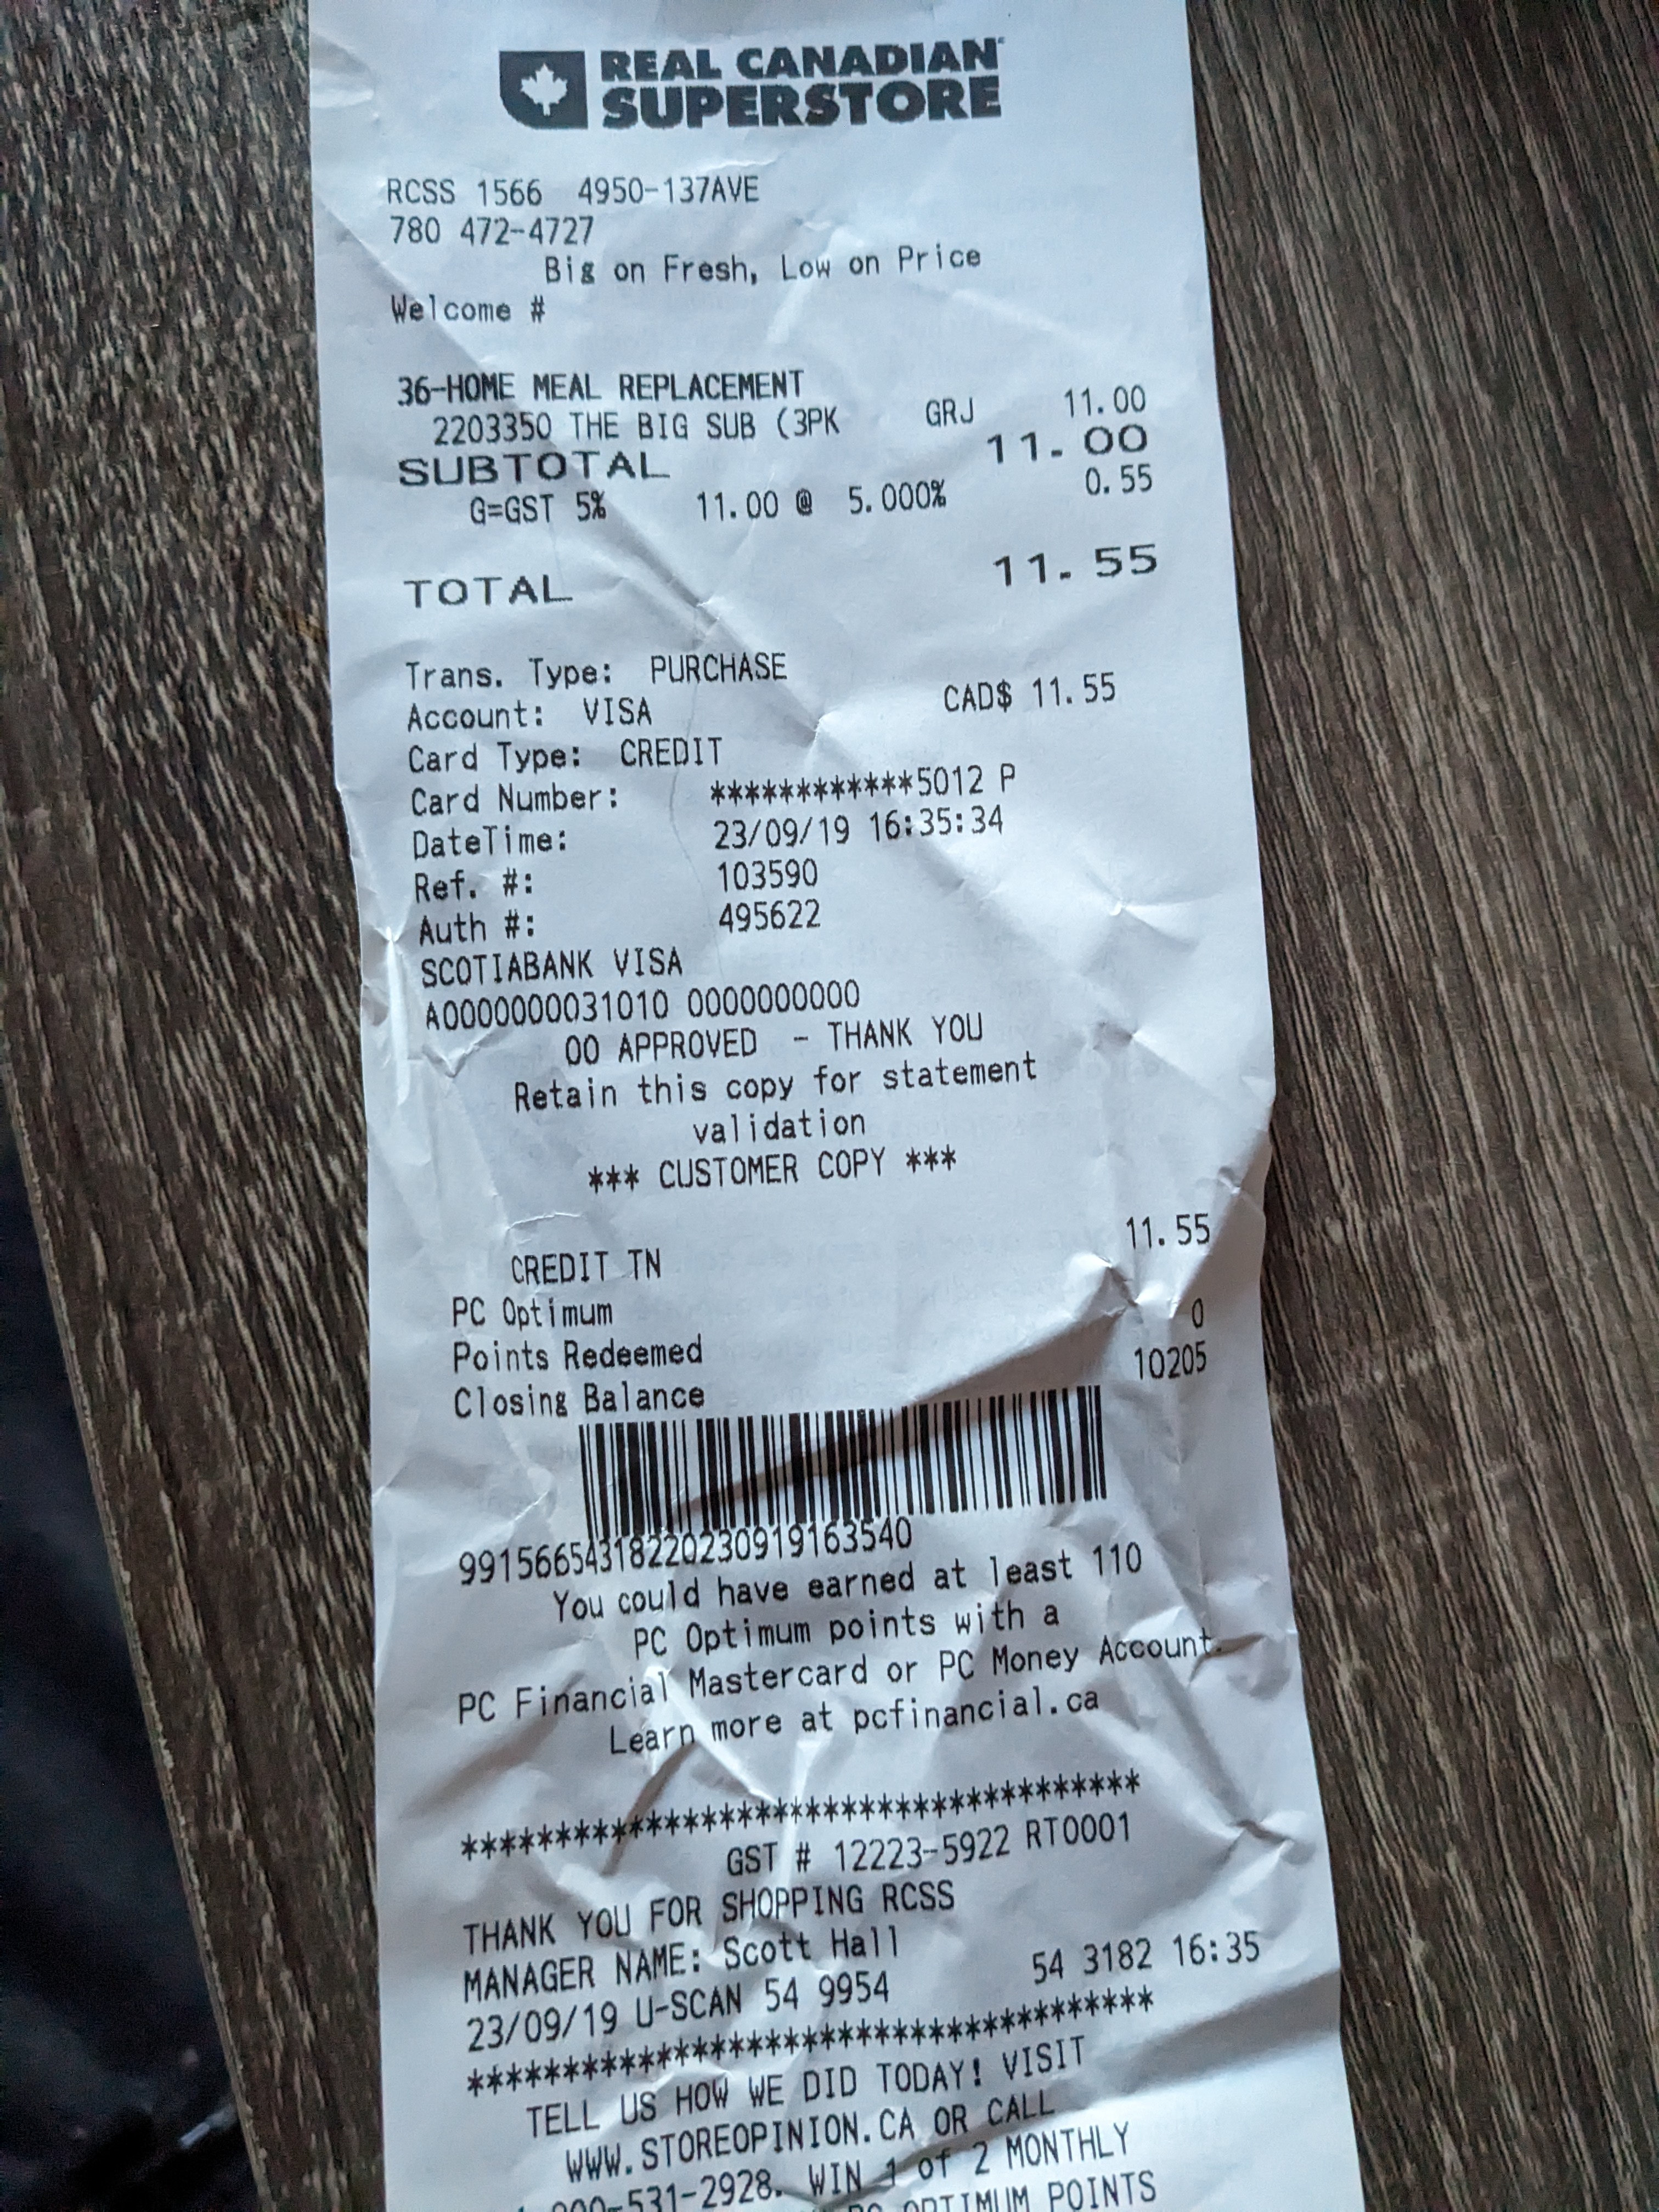 REAL CANADIAN
SUPERSTORE
RCSS 1566 4950-137AVE
780 472-4727
Big on Fresh, Low on Price
Welcome #
36-HOME MEAL REPLACEMENT
2203350 THE BIG SUB (3PK GRJ 11.00
SUBTOTAL 11.00
G=GST 5% 11.00 @ 5.000% 0.55
TOTAL 11.55
Trans. Type: PURCHASE
Account: VISA CAD$ 11.55
Card Type: CREDIT
Card Number: ************5012 P
DateTime: 23/09/19 16:35:34
Ref. #: 103590
Auth #: 495622
SCOTIABANK VISA
A0000000031010 0000000000
00 APPROVED - THANK YOU
Retain this copy for statement
validation
*** CUSTOMER COPY ***
CREDIT TN 11.55
PC Optimum
Points Redeemed 0
Closing Balance 10205
99156654318220230919163540
You could have earned at least 110
PC Optimum points with a
PC Financial Mastercard or PC Money Account.
Learn more at pcfinancial.ca
************************************
GST # 12223-5922 RT0001
THANK YOU FOR SHOPPING RCSS
MANAGER NAME: Scott Hall
23/09/19 U-SCAN 54 9954 54 3182 16:35
************************************
TELL US HOW WE DID TODAY! VISIT
WWW.STOREOPINION.CA OR CALL
800-531-2928. WIN 1 of 2 MONTHLY
OPTIMUM POINTS